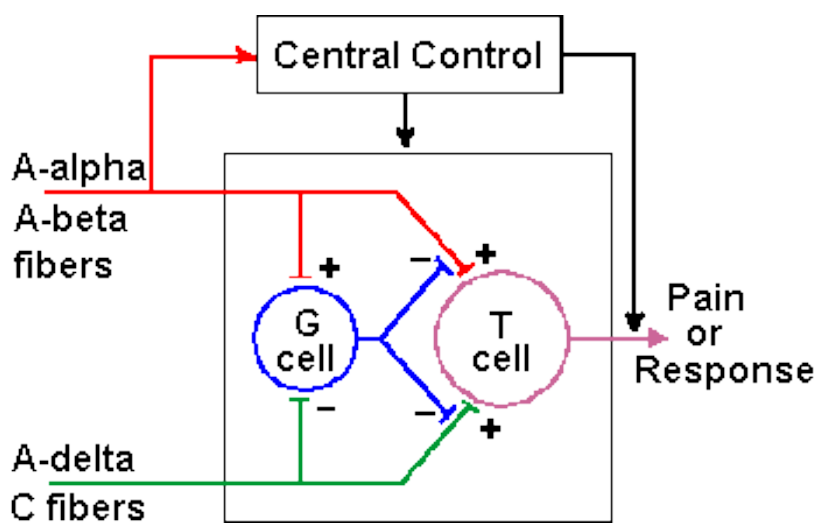 Central Control
A-alpha
A-beta
fibers
+
–
+
G
cell
T
cell
Pain
or
Response
–
–
+
A-delta
C fibers